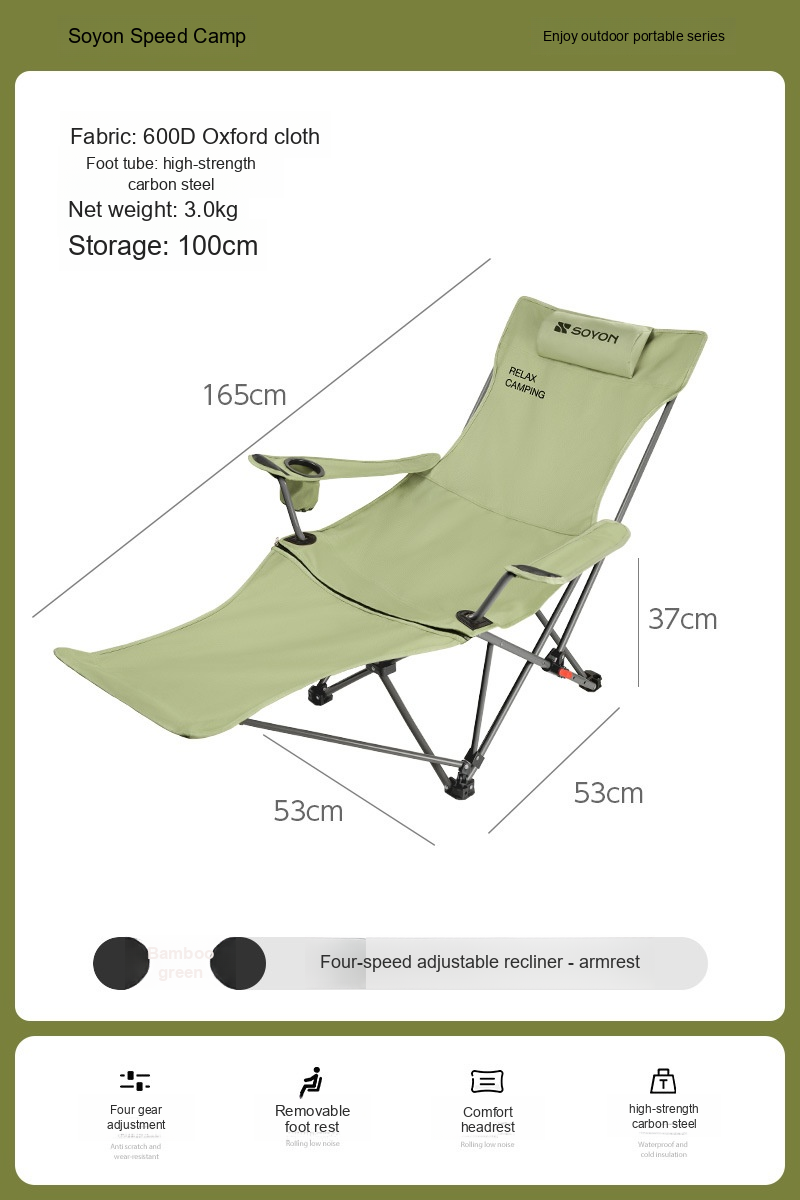 Soyon Speed Camp
Enjoy outdoor portable series
Fabric: 600D Oxford cloth
Foot tube: high-strength
carbon steel
Net weight: 3.0kg
Storage: 100cm
SOYON
RELAX
CAMPING
165cm
37cm
53cm
53cm
Bamboo
green
Four-speed adjustable recliner - armrest
Four gear
adjustment
Anti scratch and
wear-resistant
Removable
foot rest
Rolling low noise
Comfort
headrest
Rolling low noise
T
high-strength
carbon steel
Waterproof and
cold insulation